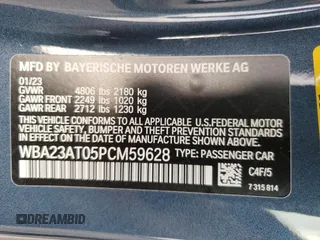 MFD BY BAYERISCHE MOTOREN WERKE AG
01/23
GVWR 4806 lbs 2180 kg
GAWR FRONT 2249 lbs 1020 kg
GAWR REAR 2712 lbs 1230 kg
THIS VEHICLE CONFORMS TO ALL APPLICABLE
U.S. FEDERAL MOTOR VEHICLE SAFETY, BUMPER,
AND THEFT PREVENTION STANDARDS IN EFFECT
ON THE DATE OF MANUFACTURE SHOWN ABOVE.
WBA23AT05PCM59628 PASSENGER CAR
C4F/5
7 315 814
© IDRAMBID